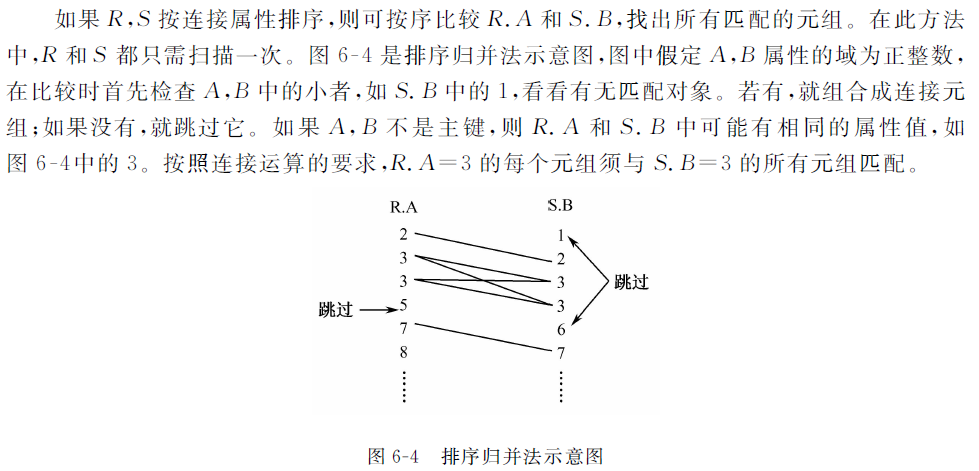 如果 R,S 按连接属性排序,则可按序比较 R.A 和 S.B,找出所有匹配的元组。在此方法
中,R 和 S 都只需扫描一次。图 6-4 是排序归并法示意图,图中假定 A,B 属性的域为正整数,
在比较时首先检查 A,B 中的小者,如 S.B 中的 1,看看有无匹配对象。若有,就组合成连接元
组;如果没有,就跳过它。如果 A,B 不是主键,则 R.A 和 S.B 中可能有相同的属性值,如
图 6-4中的 3。按照连接运算的要求,R.A=3 的每个元组须与 S.B=3 的所有元组匹配。
R.A S.B
2 1
3 2
3 3
跳过
跳过
5 3
7 6
8 7
…… ……
图 6-4 排序归并法示意图